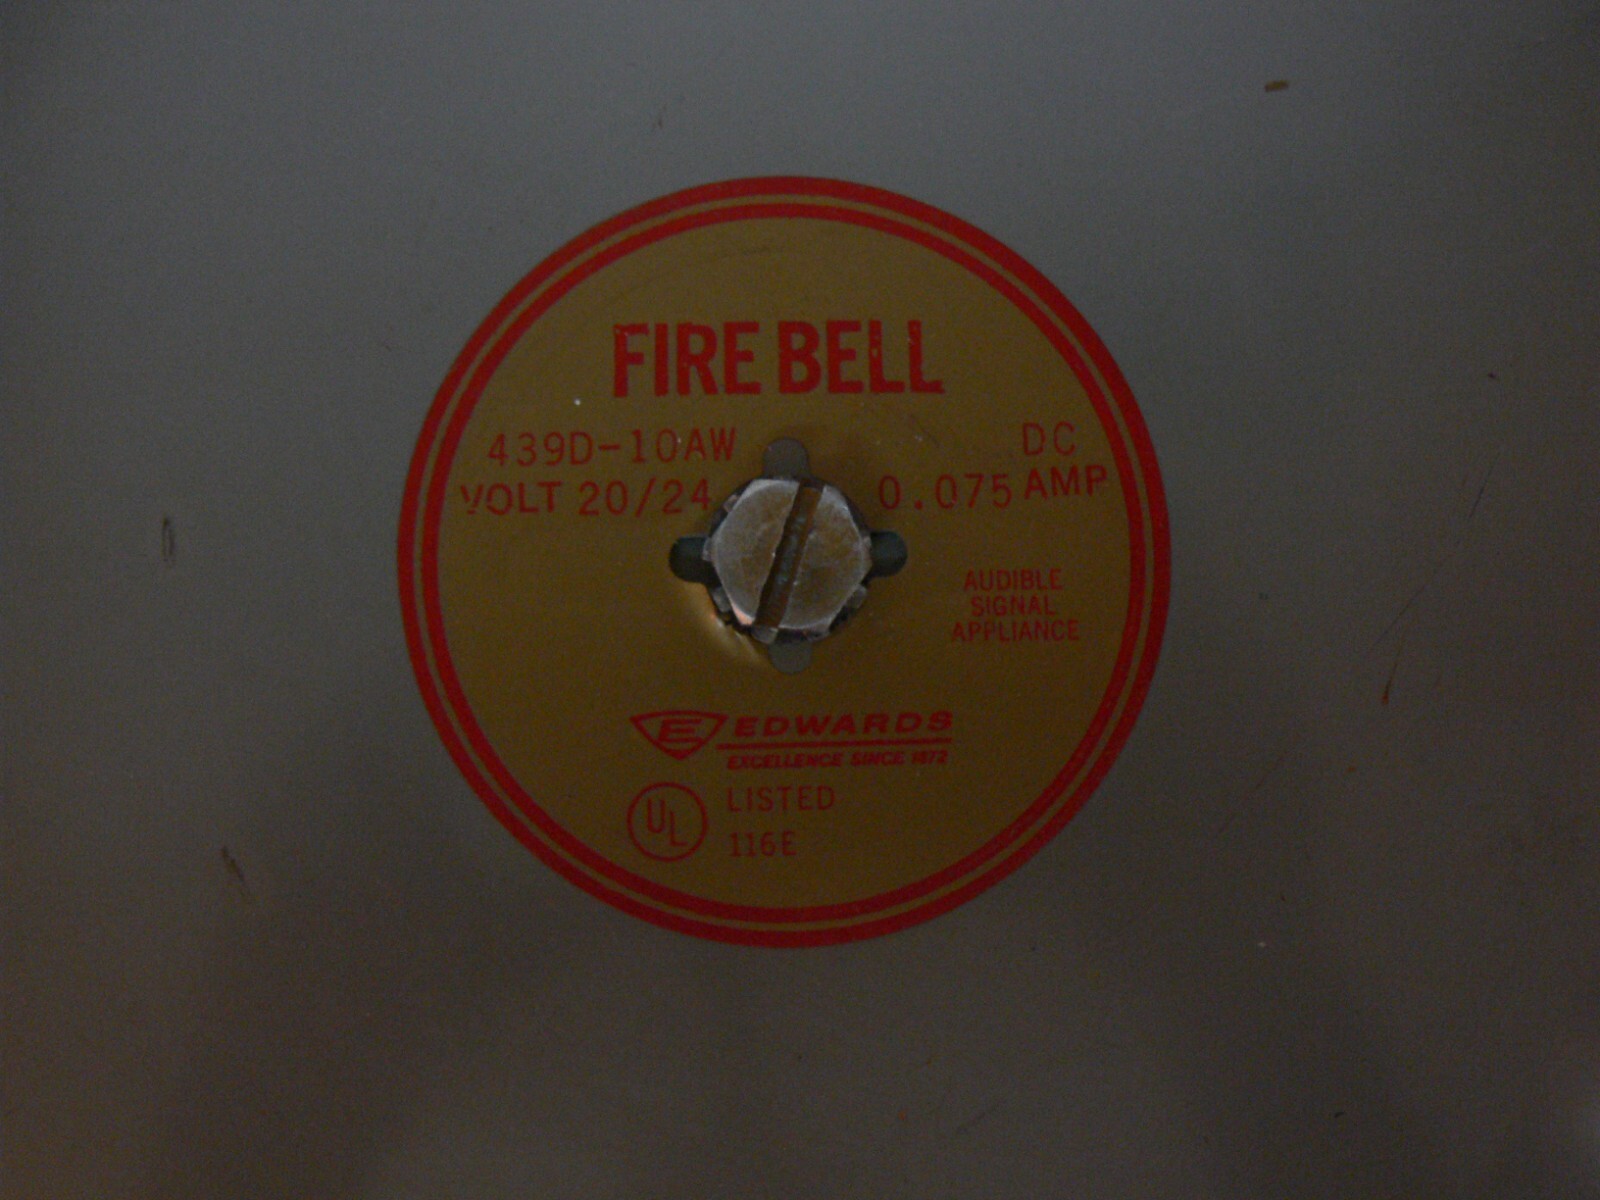 FIRE BELL
439D-10AW DC
VOLT 20/24 0.075 AMP
AUDIBLE
SIGNAL
APPLIANCE
E EDWARDS
EXCELLENCE SINCE 1872
UL LISTED
116E